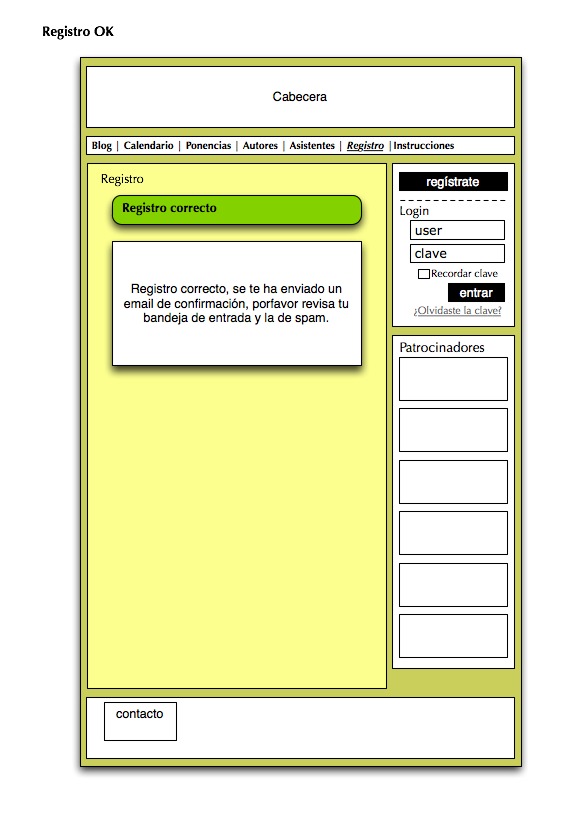 Registro OK
Cabecera
Blog | Calendario | Ponencias | Autores | Asistentes | Registro | Instrucciones
Registro
Registro correcto
Registro correcto, se te ha enviado un
email de confirmación, porfavor revisa tu
bandeja de entrada y la de spam.
regístrate
Login
user
clave
Recordar clave
entrar
¿Olvidaste la clave?
Patrocinadores
contacto